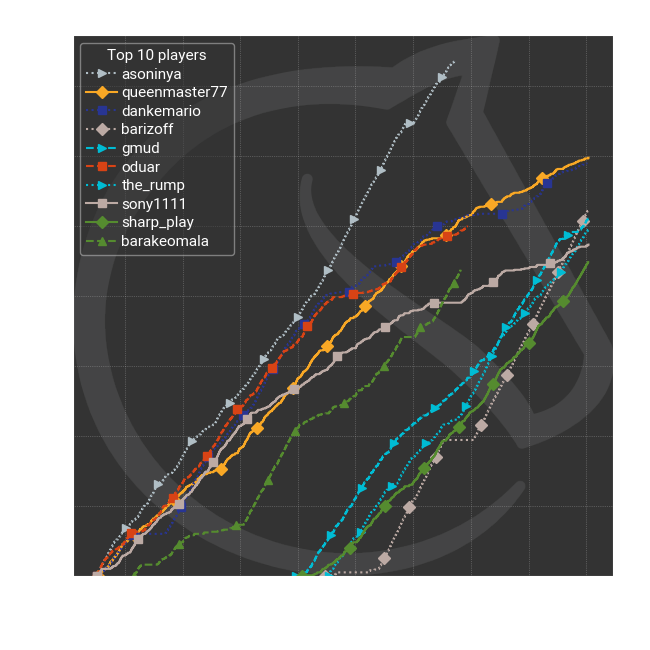 Top 10 players
asoninya
queenmaster77
dankemario
barizoff
gmud
oduar
the_rump
sony1111
sharp_play
barakeomala